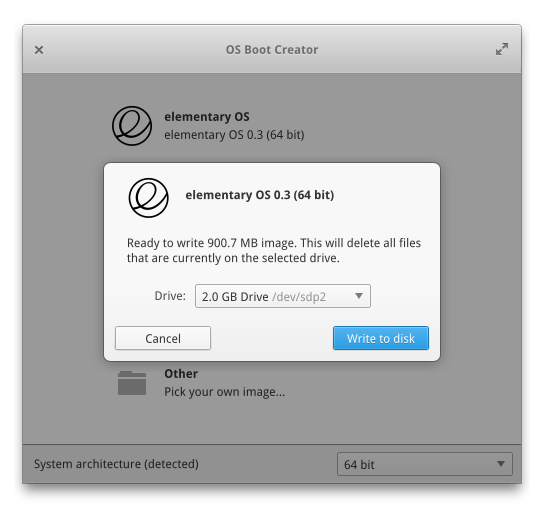 OS Boot Creator
elementary OS
elementary OS 0.3 (64 bit)
elementary OS 0.3 (64 bit)
Ready to write 900.7 MB image. This will delete all files
that are currently on the selected drive.
Drive: 2.0 GB Drive /dev/sdp2
Cancel Write to disk
Other
Pick your own image...
System architecture (detected) 64 bit